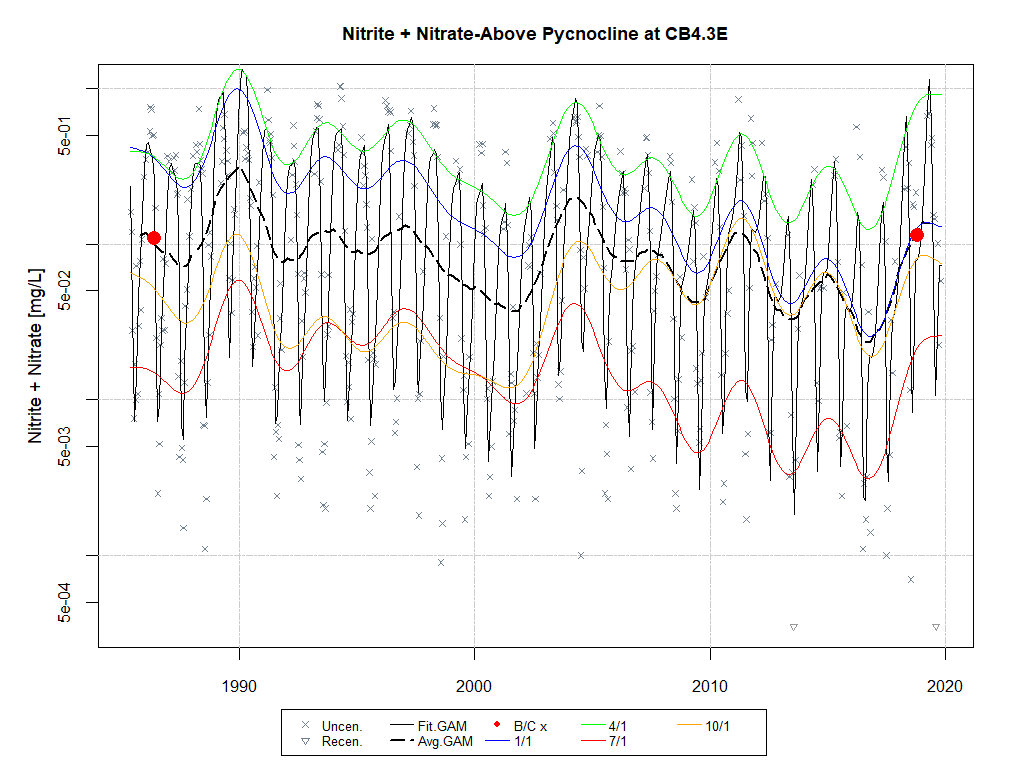 Nitrite + Nitrate-Above Pycnocline at CB4.3E
Nitrite + Nitrate [mg/L]
5e-01
5e-02
5e-03
5e-04
1990 2000 2010 2020
Uncen. Fit.GAM B/C x 4/1 10/1
Recen. Avg.GAM 1/1 7/1